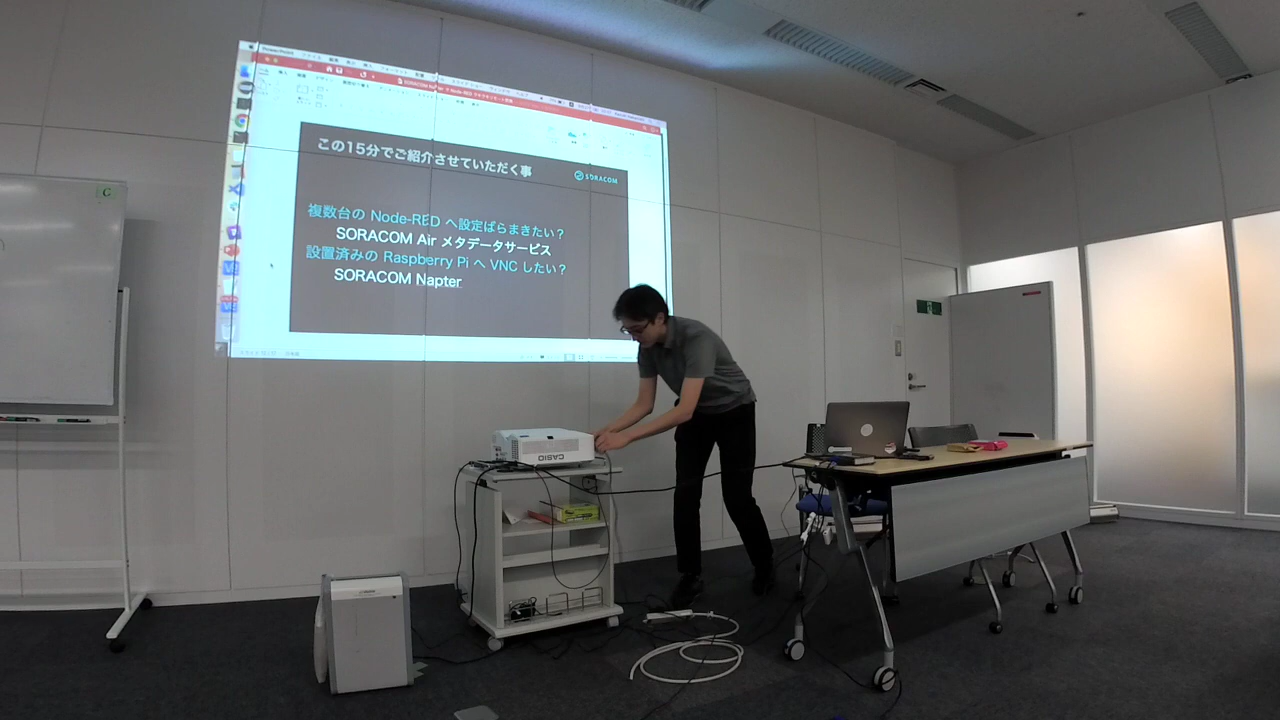 PowerPoint
この15分でご紹介させていただく事
SORACOM
複数台の Node-RED へ設定ばらまきたい？
SORACOM Air メタデータサービス
設置済みの Raspberry Pi へ VNC したい？
SORACOM Napter
CASIO
G